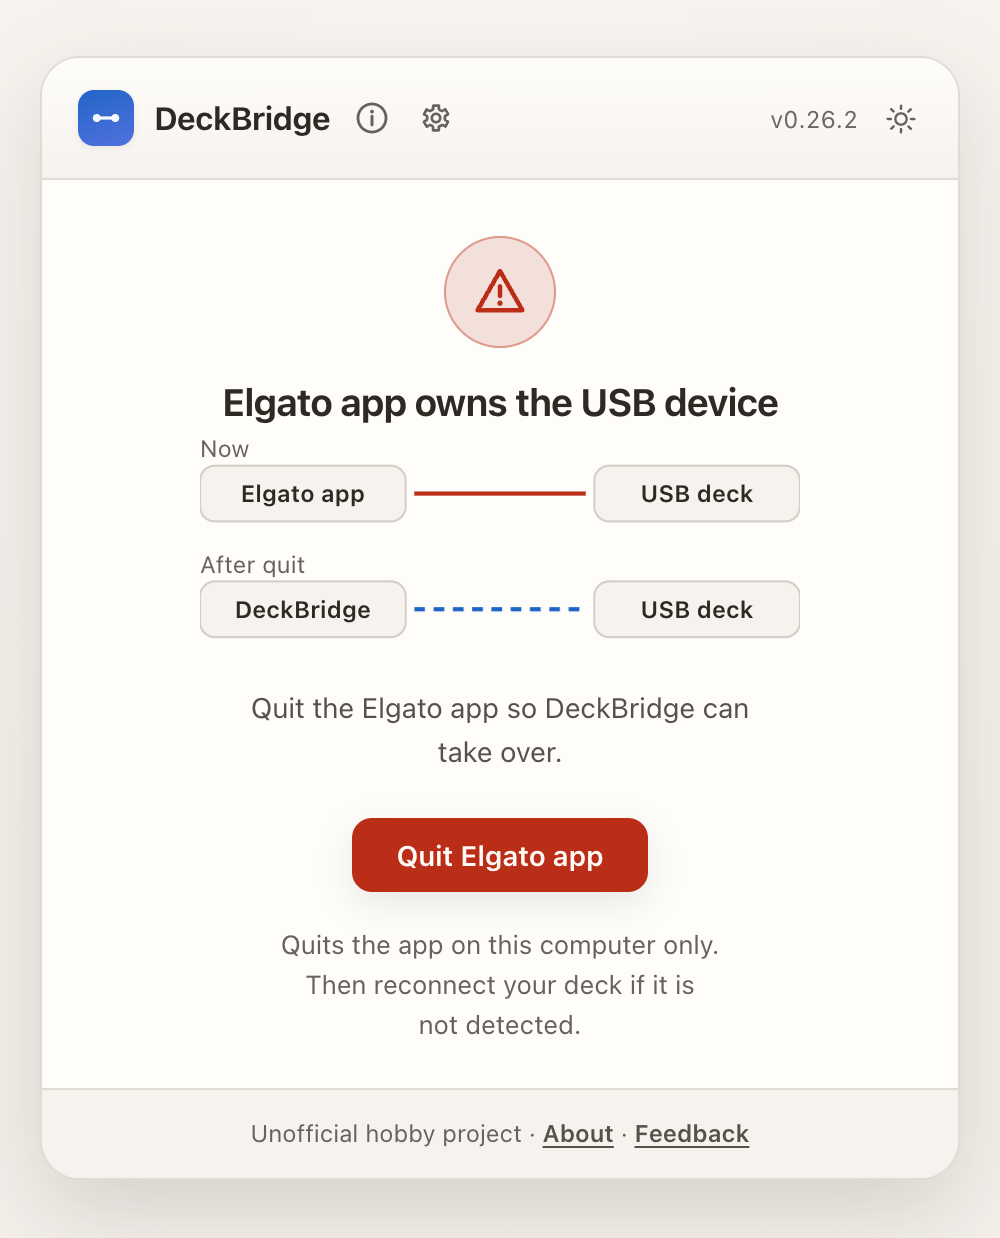 DeckBridge
v0.26.2
Elgato app owns the USB device
Now
Elgato app
USB deck
After quit
DeckBridge
USB deck
Quit the Elgato app so DeckBridge can
take over.
Quit Elgato app
Quits the app on this computer only.
Then reconnect your deck if it is
not detected.
Unofficial hobby project · About · Feedback